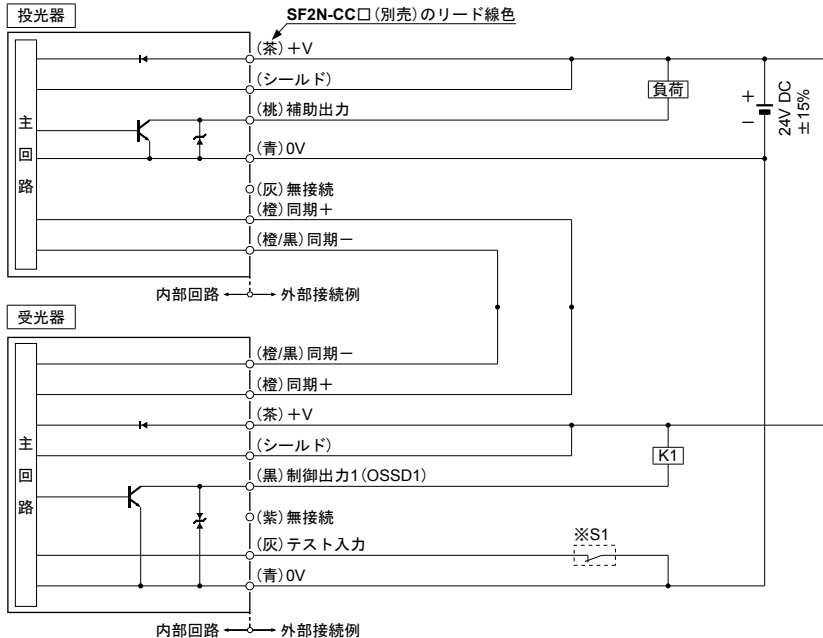 投光器
SF2N-CC□（別売）のリード線色
（茶）＋V
（シールド）
負荷
＋
－
24V DC
±15%
（桃）補助出力
主回路
（青）0V
（灰）無接続
（橙）同期＋
（橙/黒）同期－
内部回路
外部接続例
受光器
（橙/黒）同期－
（橙）同期＋
（茶）＋V
（シールド）
K1
主回路
（黒）制御出力1（OSSD1）
（紫）無接続
※S1
（灰）テスト入力
（青）0V
内部回路
外部接続例